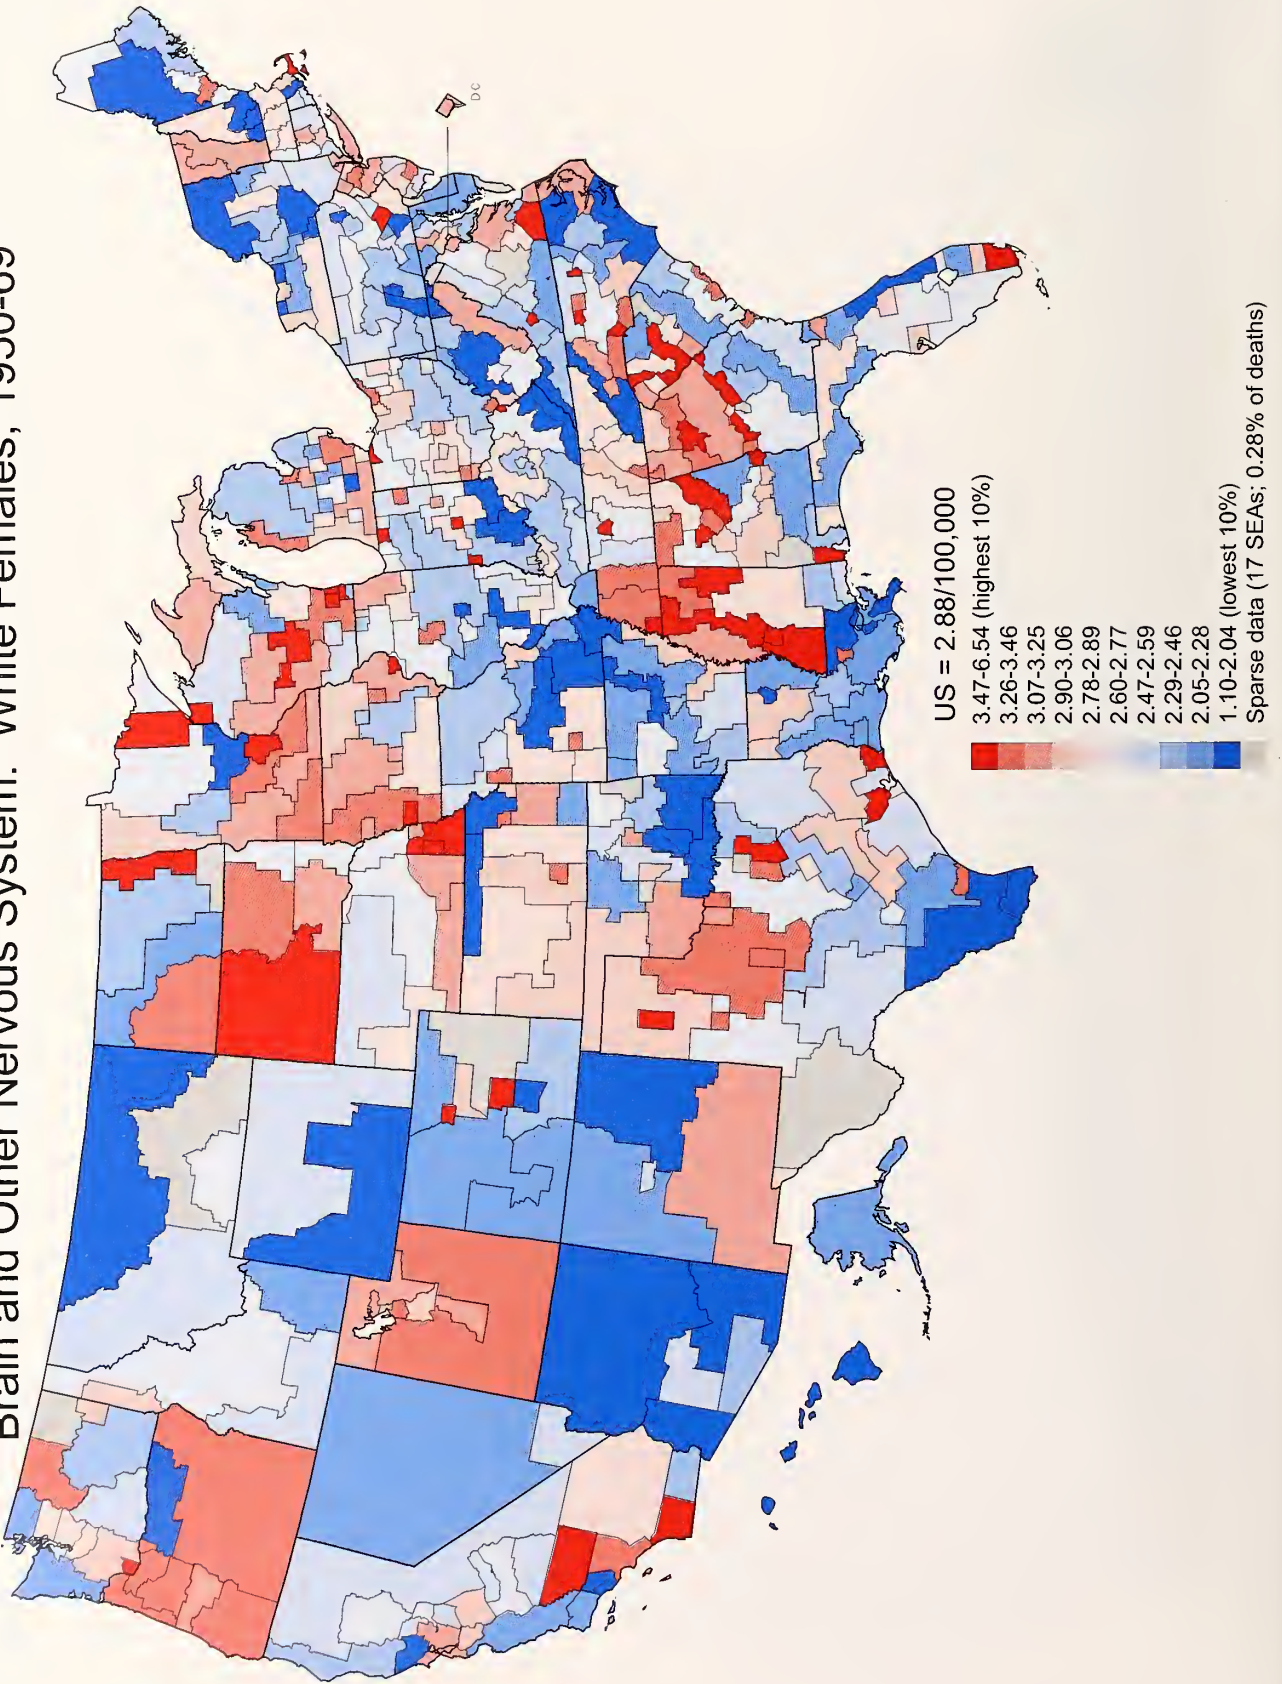 Brain and Other Nervous System: White Females, 1950-69
DC
US = 2.88/100,000
3.47-6.54 (highest 10%)
3.26-3.46
3.07-3.25
2.90-3.06
2.78-2.89
2.60-2.77
2.47-2.59
2.29-2.46
2.05-2.28
1.10-2.04 (lowest 10%)
Sparse data (17 SEAs; 0.28% of deaths)